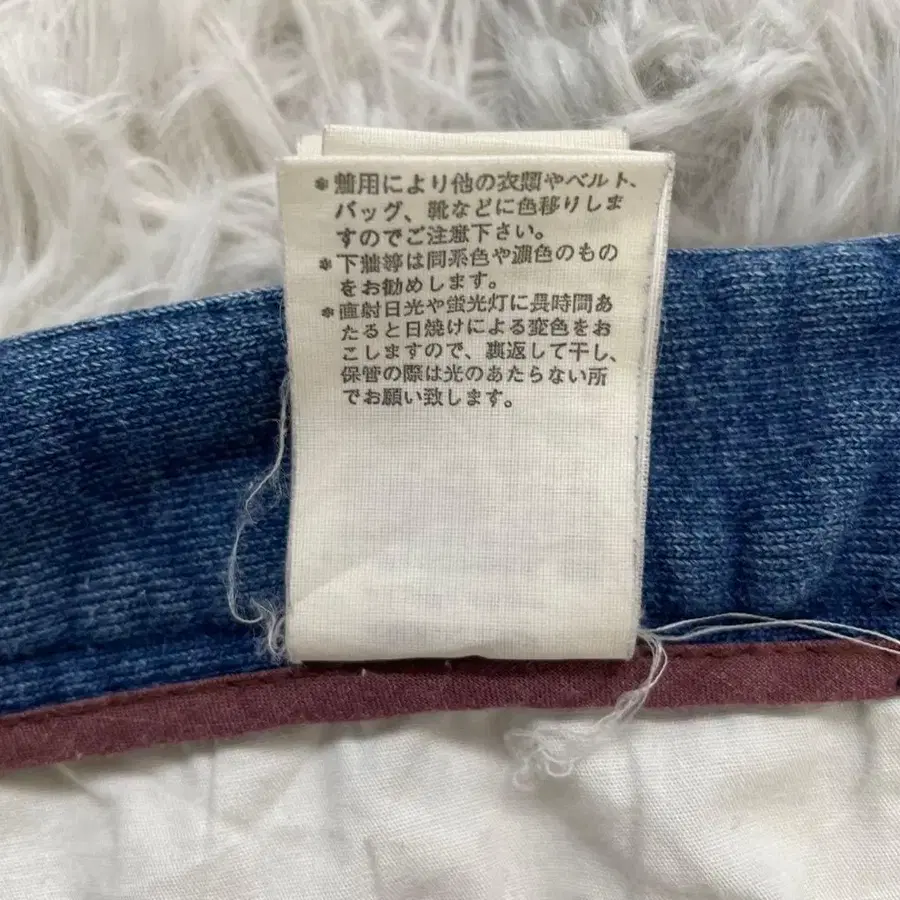 *着用により他の衣類やベルト、
バッグ、靴などに色移りしま
すのでご注意下さい。
*下着等は同系色や濃色のもの
をお勧めします。
*直射日光や蛍光灯に長時間あ
たると日焼けによる変色をお
こしますので、裏返して干し、
保管の際は光のあたらない所
でお願い致します。